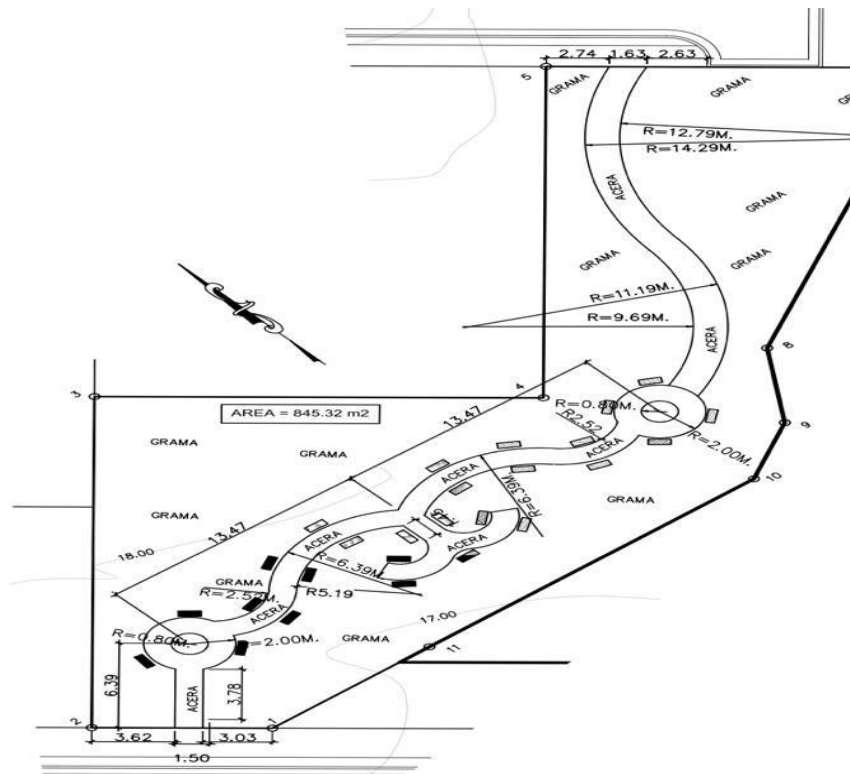 2.74 1.63 2.63
5
GRAMA
GRAMA
R=12.79M.
R=14.29M.
ACERA
GRAMA
GRAMA
GRAMA
R=11.19M.
R=9.69M.
ACERA
8
3
4
AREA = 845.32 m2
13.47
R=0.80M.
R2.52
9
GRAMA
GRAMA
ACERA
ACERA
R=2.00M.
10
R=6.39M
GRAMA
GRAMA
13.47
ACERA
ACERA
18.00
R=6.39M
GRAMA
R=2.52M.
R5.19
ACERA
17.00
R=0.80M.
R=2.00M.
GRAMA
11
6.39
ACERA
3.78
2
1
3.62
3.03
1.50